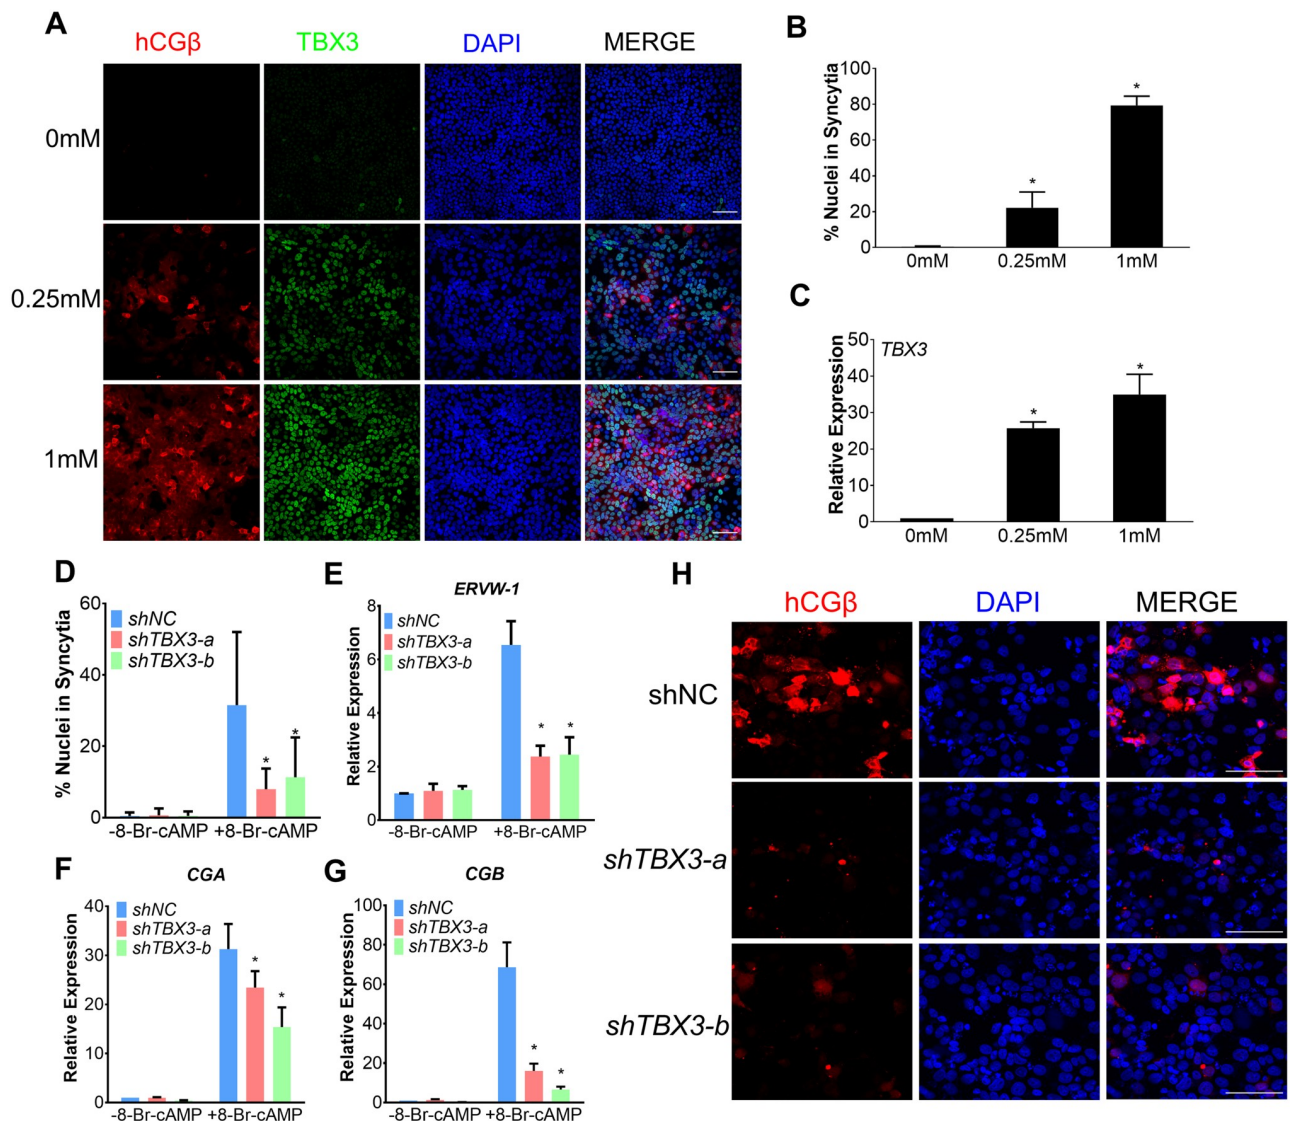 A
hCGβ TBX3 DAPI MERGE
0mM
0.25mM
1mM
B
% Nuclei in Syncytia
100
80
60
40
20
0
* *
0mM 0.25mM 1mM
C
Relative Expression
TBX3
50
40
30
20
10
0
* *
0mM 0.25mM 1mM
D
% Nuclei in Syncytia
60
40
20
0
shNC
shTBX3-a
shTBX3-b
* *
-8-Br-cAMP +8-Br-cAMP
E
ERVW-1
Relative Expression
8
6
4
2
0
shNC
shTBX3-a
shTBX3-b
* *
-8-Br-cAMP +8-Br-cAMP
F
CGA
Relative Expression
40
30
20
10
0
shNC
shTBX3-a
shTBX3-b
* *
-8-Br-cAMP +8-Br-cAMP
G
CGB
Relative Expression
100
80
60
40
20
0
shNC
shTBX3-a
shTBX3-b
* *
-8-Br-cAMP +8-Br-cAMP
H
hCGβ DAPI MERGE
shNC
shTBX3-a
shTBX3-b